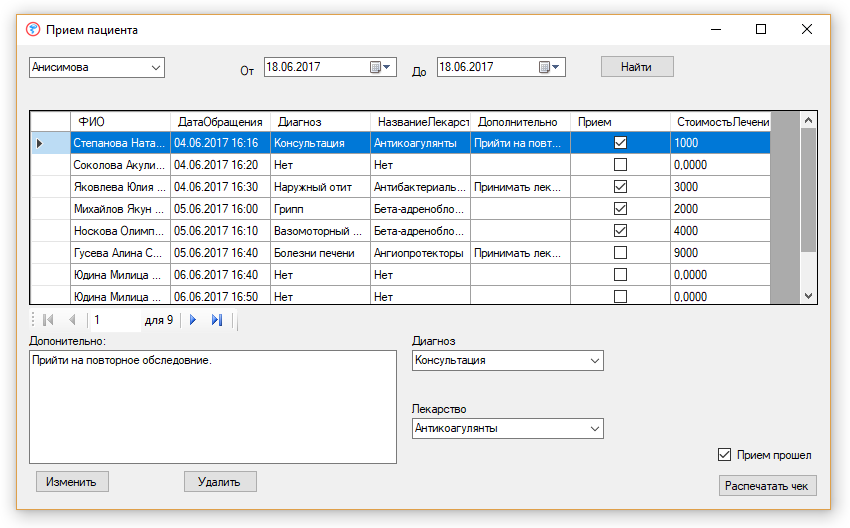 Прием пациента
Анисимова От 18.06.2017 До 18.06.2017 Найти
ФИО ДатаОбращения Диагноз НазваниеЛекарст Дополнительно Прием СтоимостьЛечени
Степанова Ната... 04.06.2017 16:16 Консультация Антикоагулянты Прийти на повт... 1000
Соколова Акули... 04.06.2017 16:20 Нет Нет 0,0000
Яковлева Юлия ... 04.06.2017 16:30 Наружный отит Антибактериаль... Принимать лек... 3000
Михайлов Якун ... 05.06.2017 16:00 Грипп Бета-адренобло... 2000
Носкова Олимп... 05.06.2017 16:10 Вазомоторный ... Бета-адренобло... 4000
Гусева Алина С... 05.06.2017 16:40 Болезни печени Ангиопротекторы Принимать лек... 9000
Юдина Милица ... 06.06.2017 16:40 Нет Нет 0,0000
Юдина Милица ... 06.06.2017 16:50 Нет Нет 0,0000
1 для 9
Допонительно: Диагноз
Прийти на повторное обследовние. Консультация
Лекарство
Антикоагулянты
Прием прошел
Изменить Удалить Распечатать чек